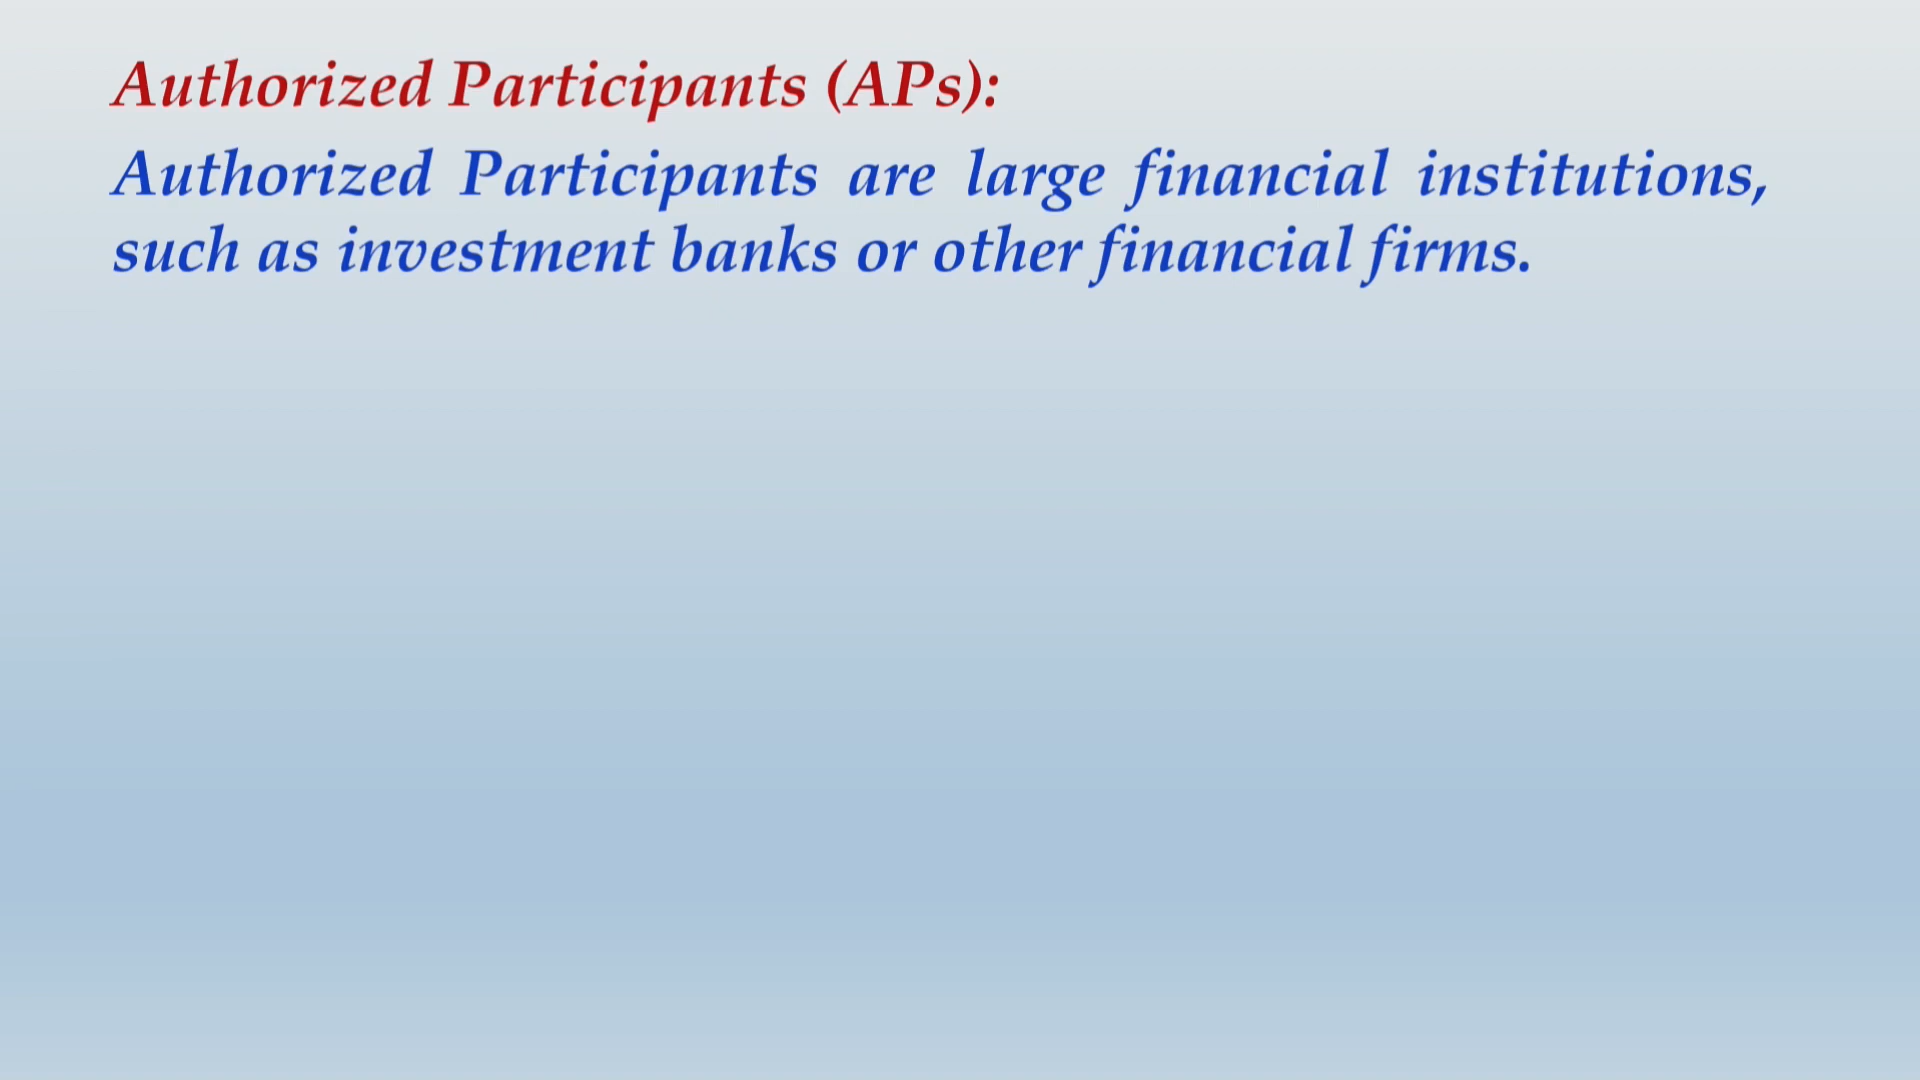 Authorized Participants (APs):
Authorized Participants are large financial institutions,
such as investment banks or other financial firms.